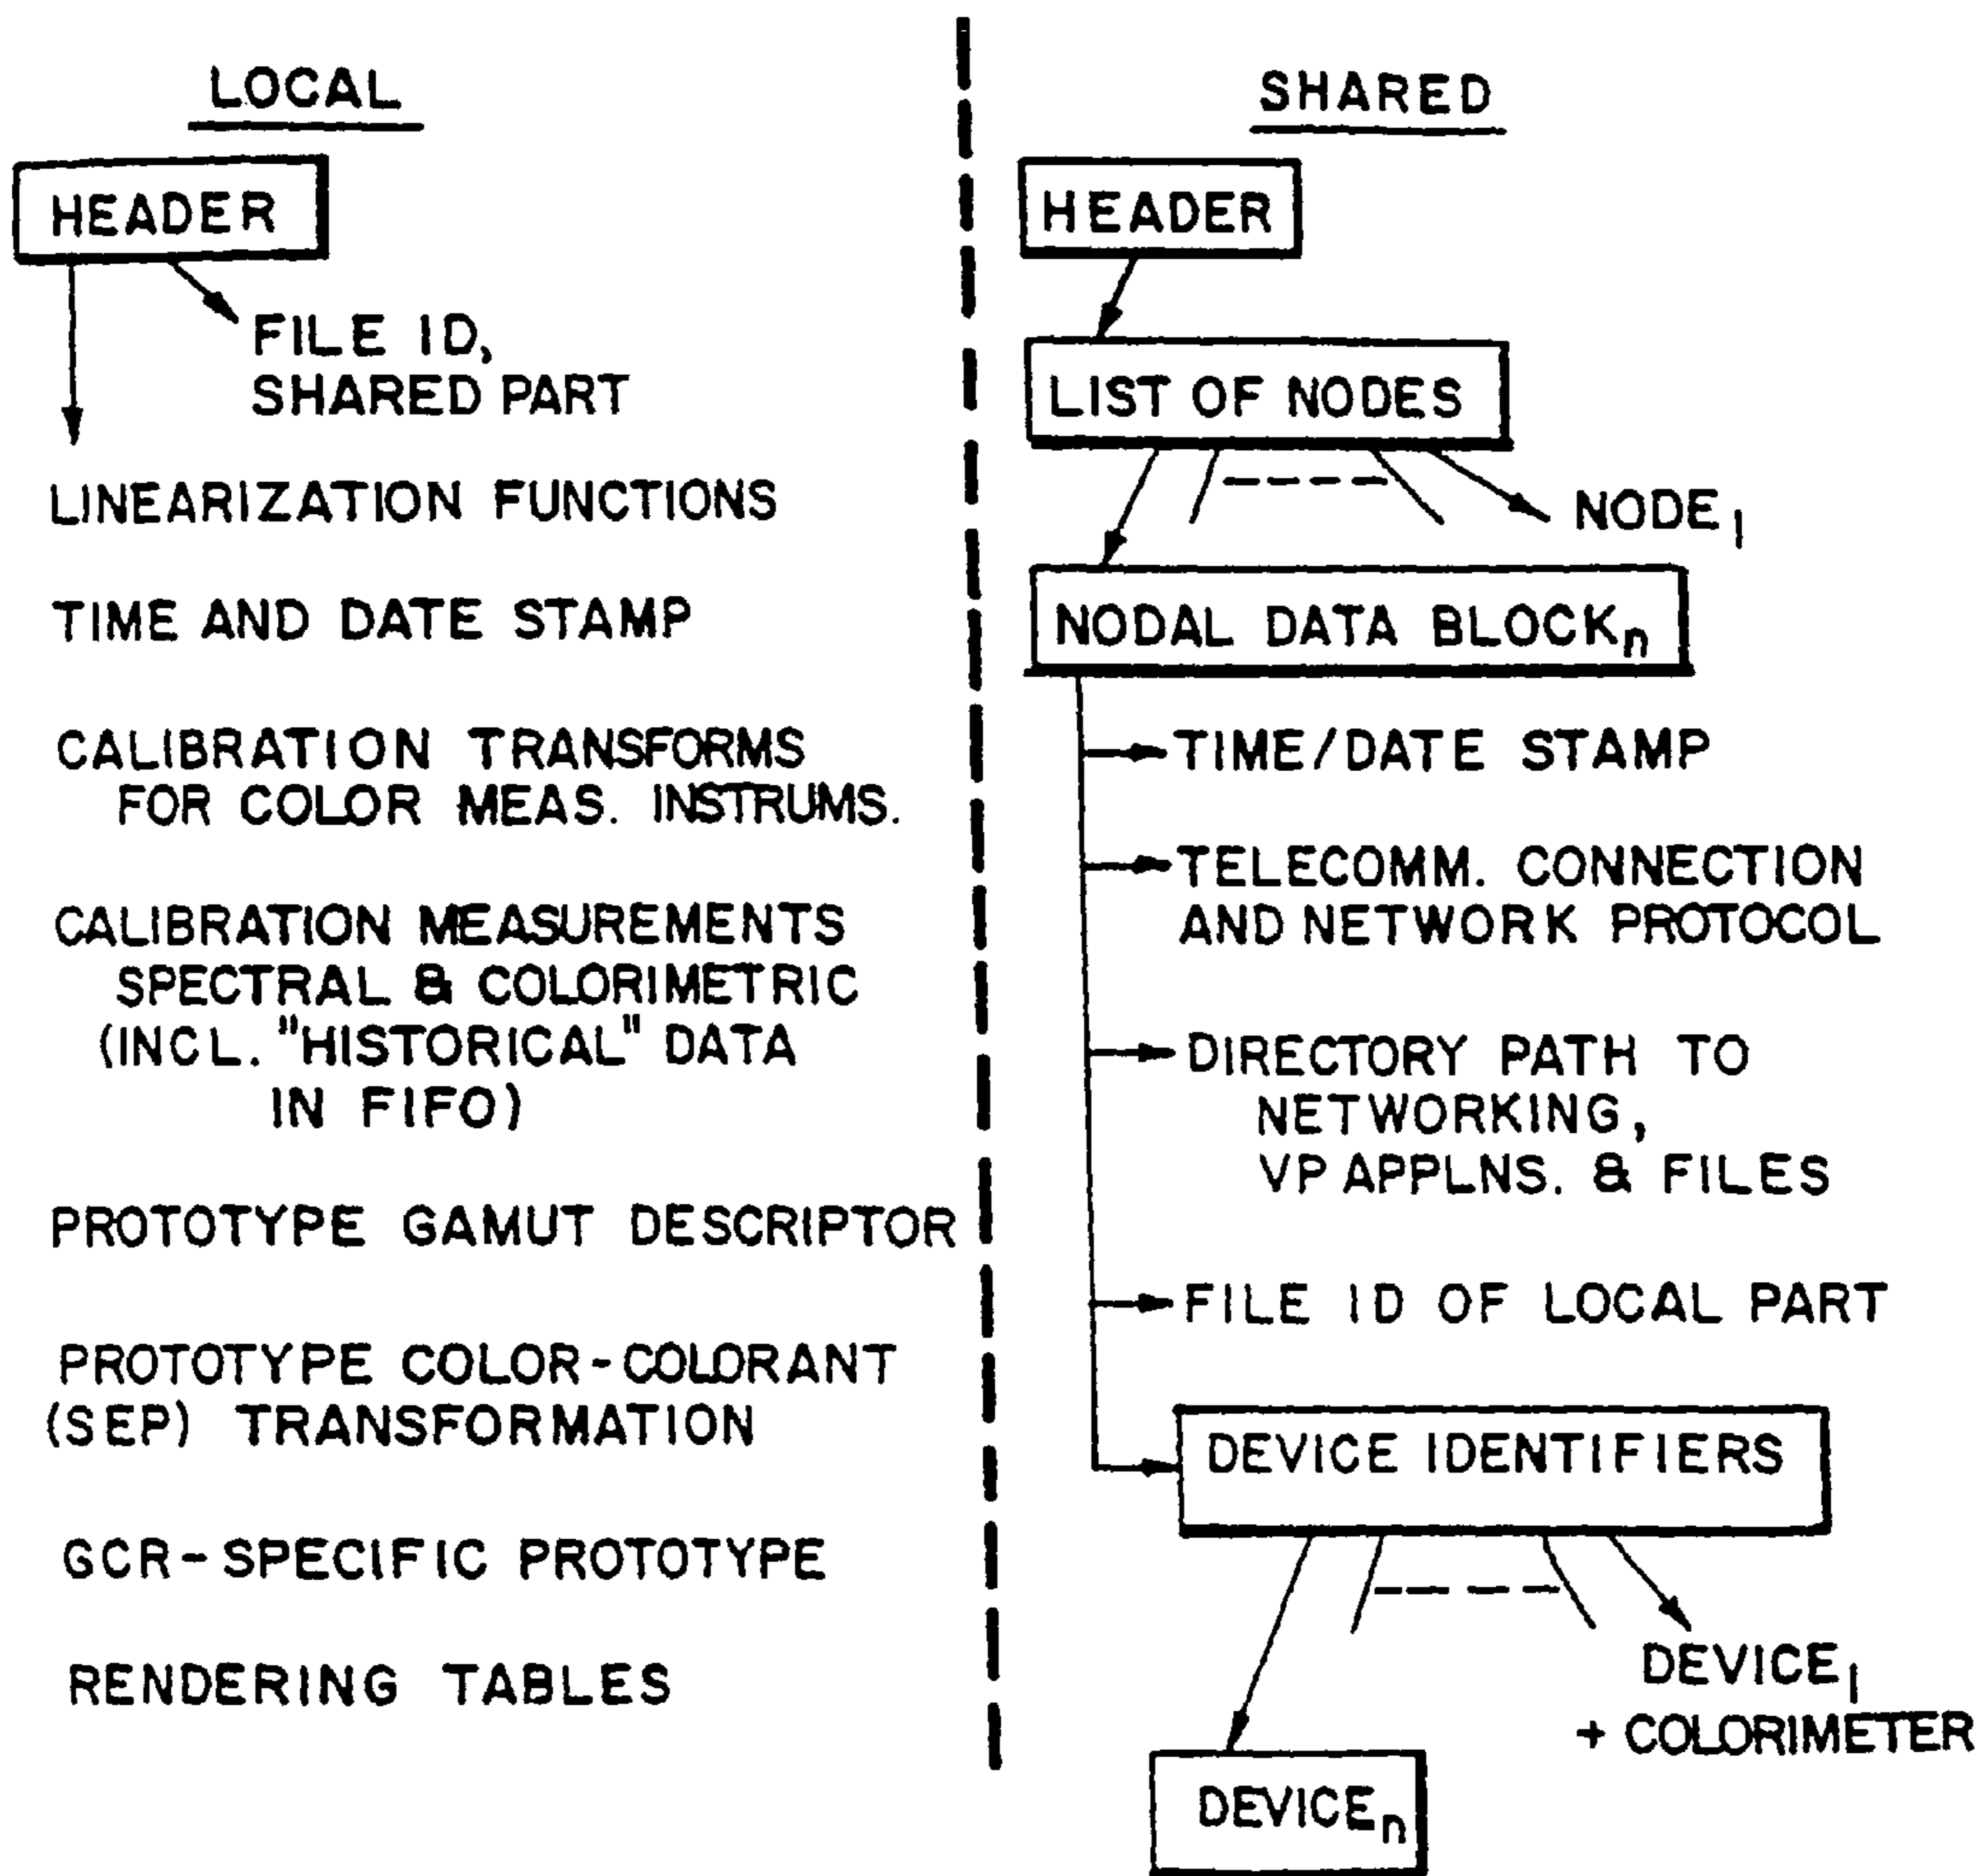 LOCAL
HEADER
FILE ID,
SHARED PART
LINEARIZATION FUNCTIONS
TIME AND DATE STAMP
CALIBRATION TRANSFORMS
FOR COLOR MEAS. INSTRUMS.
CALIBRATION MEASUREMENTS
SPECTRAL & COLORIMETRIC
(INCL. "HISTORICAL" DATA
IN FIFO)
PROTOTYPE GAMUT DESCRIPTOR
PROTOTYPE COLOR-COLORANT
(SEP) TRANSFORMATION
GCR-SPECIFIC PROTOTYPE
RENDERING TABLES
SHARED
HEADER
LIST OF NODES
NODE1
NODAL DATA BLOCKn
TIME/DATE STAMP
TELECOMM. CONNECTION
AND NETWORK PROTOCOL
DIRECTORY PATH TO
NETWORKING,
VP APPLNS. & FILES
FILE ID OF LOCAL PART
DEVICE IDENTIFIERS
DEVICE1
+ COLORIMETER
DEVICEn